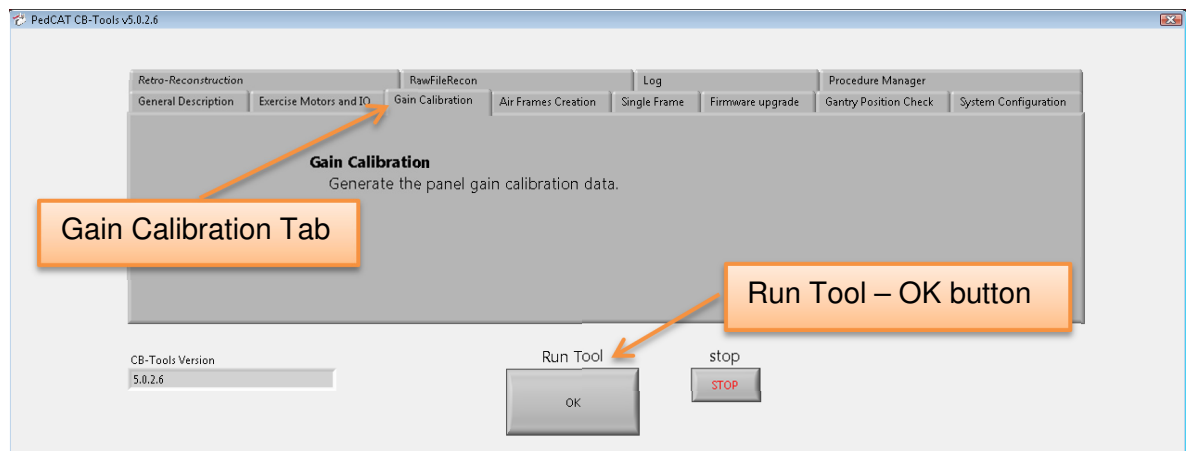 PedCAT CB-Tools v5.0.2.6
Retro-Reconstruction RawFileRecon Log Procedure Manager
General Description Exercise Motors and IO Gain Calibration Air Frames Creation Single Frame Firmware upgrade Gantry Position Check System Configuration
Gain Calibration
Generate the panel gain calibration data.
Gain Calibration Tab
Run Tool – OK button
CB-Tools Version
5.0.2.6
Run Tool
OK
stop
STOP